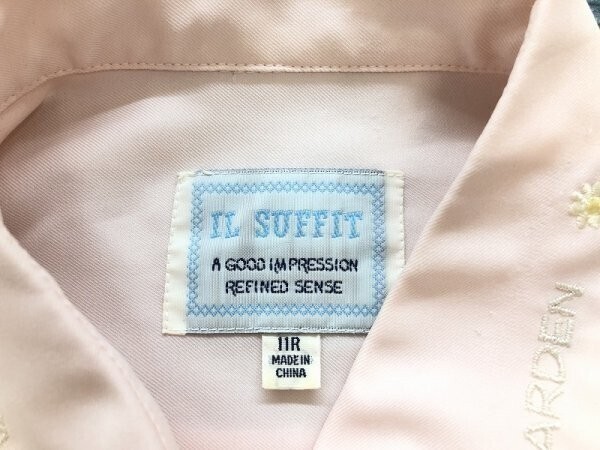 IL SUFFIT
A GOOD IMPRESSION
REFINED SENSE
11R
MADE IN
CHINA
ARDEN